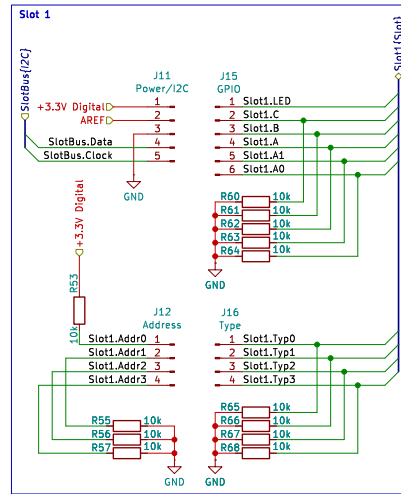 Slot 1
SlotBus{I2C}
Slot1{Slot}
J11
Power/I2C
+3.3V Digital
1
AREF
2
3
SlotBus.Data
4
SlotBus.Clock
5
GND
J15
GPIO
1
Slot1.LED
2
Slot1.C
3
Slot1.B
4
Slot1.A
5
Slot1.A1
6
Slot1.A0
R60
10k
R61
10k
R62
10k
R63
10k
R64
10k
GND
+3.3V Digital
R53
10k
J12
Address
Slot1.Addr0
1
Slot1.Addr1
2
Slot1.Addr2
3
Slot1.Addr3
4
R55
10k
R56
10k
R57
10k
GND
J16
Type
1
Slot1.Typ0
2
Slot1.Typ1
3
Slot1.Typ2
4
Slot1.Typ3
R65
10k
R66
10k
R67
10k
R68
10k
GND